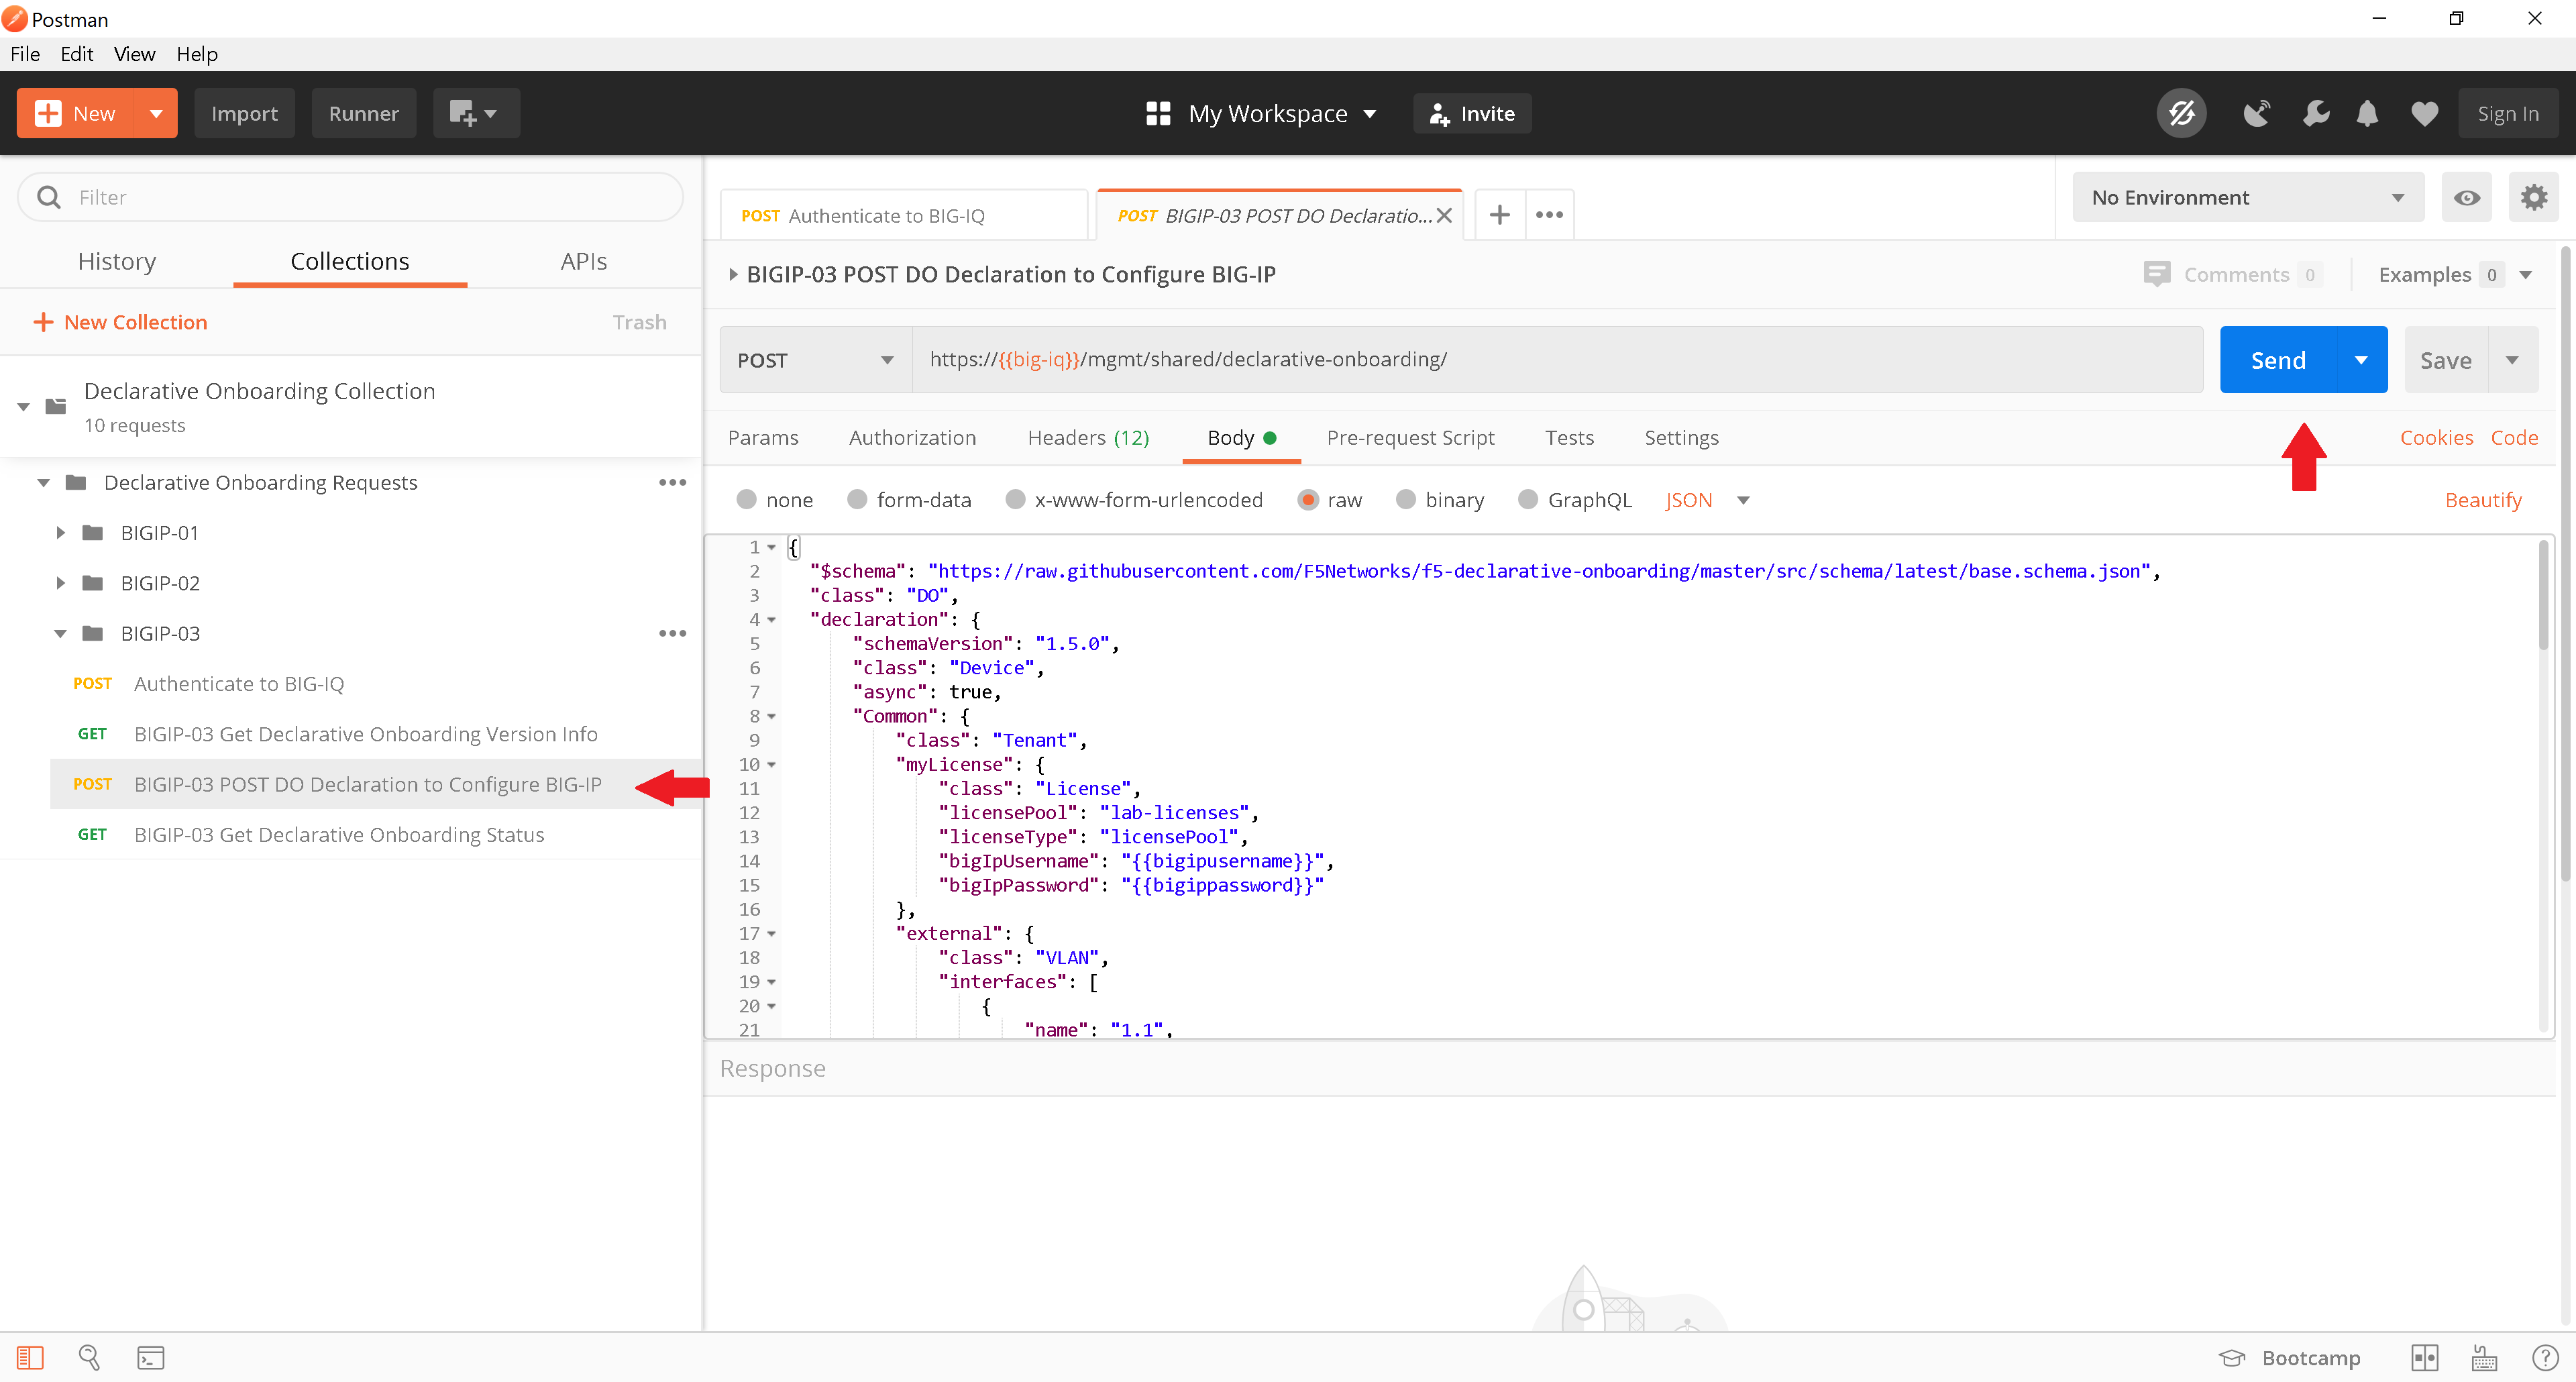 Postman
File Edit View Help
New Import Runner My Workspace Invite Sign In
Filter
History Collections APIs
New Collection Trash
Declarative Onboarding Collection
10 requests
Declarative Onboarding Requests
BIGIP-01
BIGIP-02
BIGIP-03
POST Authenticate to BIG-IQ
GET BIGIP-03 Get Declarative Onboarding Version Info
POST BIGIP-03 POST DO Declaration to Configure BIG-IP
GET BIGIP-03 Get Declarative Onboarding Status
POST Authenticate to BIG-IQ POST BIGIP-03 POST DO Declaratio... No Environment
BIGIP-03 POST DO Declaration to Configure BIG-IP Comments 0 Examples 0
POST https://{{big-iq}}/mgmt/shared/declarative-onboarding/ Send Save
Params Authorization Headers (12) Body Pre-request Script Tests Settings Cookies Code
none form-data x-www-form-urlencoded raw binary GraphQL JSON Beautify
1 {
2 "$schema": "https://raw.githubusercontent.com/F5Networks/f5-declarative-onboarding/master/src/schema/latest/base.schema.json",
3 "class": "DO",
4 "declaration": {
5 "schemaVersion": "1.5.0",
6 "class": "Device",
7 "async": true,
8 "Common": {
9 "class": "Tenant",
10 "myLicense": {
11 "class": "License",
12 "licensePool": "lab-licenses",
13 "licenseType": "licensePool",
14 "bigIpUsername": "{{bigipusername}}",
15 "bigIpPassword": "{{bigippassword}}"
16 },
17 "external": {
18 "class": "VLAN",
19 "interfaces": [
20 {
21 "name": "1.1",
Response
Bootcamp